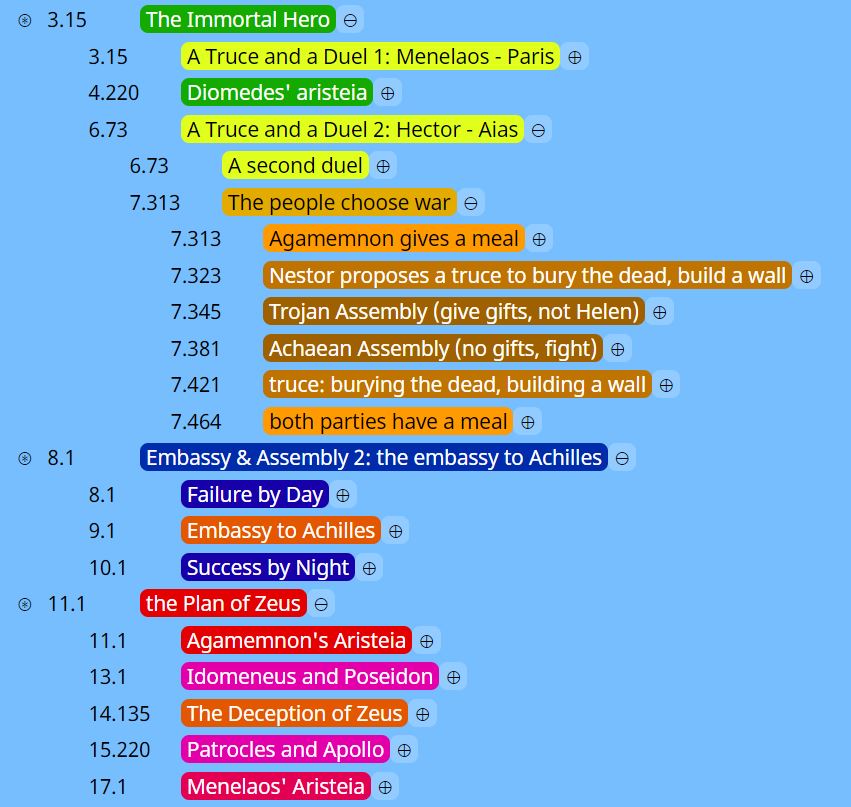 3.15 The Immortal Hero
3.15 A Truce and a Duel 1: Menelaos - Paris
4.220 Diomedes' aristeia
6.73 A Truce and a Duel 2: Hector - Aias
6.73 A second duel
7.313 The people choose war
7.313 Agamemnon gives a meal
7.323 Nestor proposes a truce to bury the dead, build a wall
7.345 Trojan Assembly (give gifts, not Helen)
7.381 Achaean Assembly (no gifts, fight)
7.421 truce: burying the dead, building a wall
7.464 both parties have a meal
8.1 Embassy & Assembly 2: the embassy to Achilles
8.1 Failure by Day
9.1 Embassy to Achilles
10.1 Success by Night
11.1 the Plan of Zeus
11.1 Agamemnon's Aristeia
13.1 Idomeneus and Poseidon
14.135 The Deception of Zeus
15.220 Patrocles and Apollo
17.1 Menelaos' Aristeia